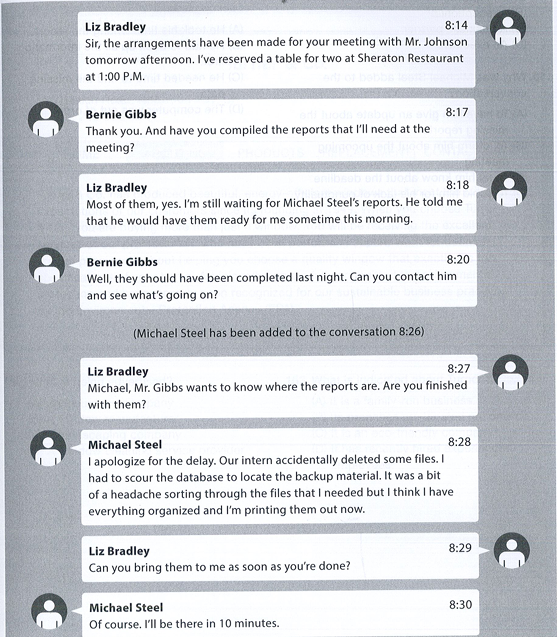 Liz Bradley 8:14
Sir, the arrangements have been made for your meeting with Mr. Johnson
tomorrow afternoon. I've reserved a table for two at Sheraton Restaurant
at 1:00 P.M.
Bernie Gibbs 8:17
Thank you. And have you compiled the reports that I'll need at the
meeting?
Liz Bradley 8:18
Most of them, yes. I'm still waiting for Michael Steel's reports. He told me
that he would have them ready for me sometime this morning.
Bernie Gibbs 8:20
Well, they should have been completed last night. Can you contact him
and see what's going on?
(Michael Steel has been added to the conversation 8:26)
Liz Bradley 8:27
Michael, Mr. Gibbs wants to know where the reports are. Are you finished
with them?
Michael Steel 8:28
I apologize for the delay. Our intern accidentally deleted some files. I
had to scour the database to locate the backup material. It was a bit
of a headache sorting through the files that I needed but I think I have
everything organized and I'm printing them out now.
Liz Bradley 8:29
Can you bring them to me as soon as you're done?
Michael Steel 8:30
Of course. I'll be there in 10 minutes.